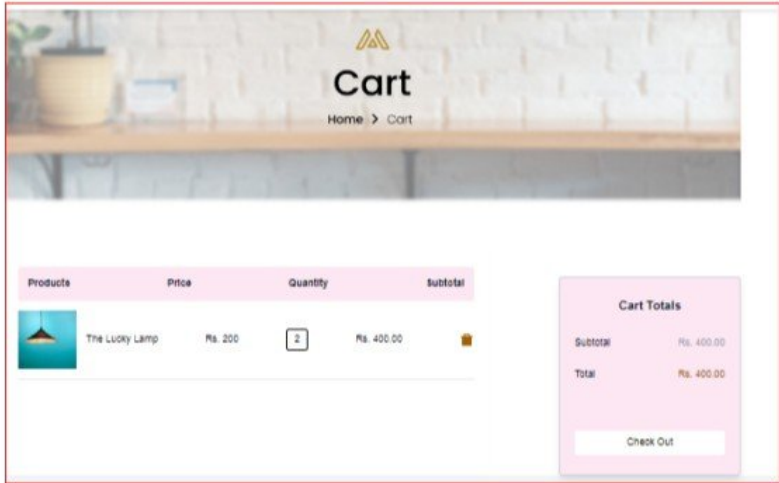 Cart
Home > Cart
Products Price Quantity Subtotal
The Lucky Lamp Rs. 200 2 Rs. 400.00
Cart Totals
Subtotal Rs. 400.00
Total Rs. 400.00
Check Out